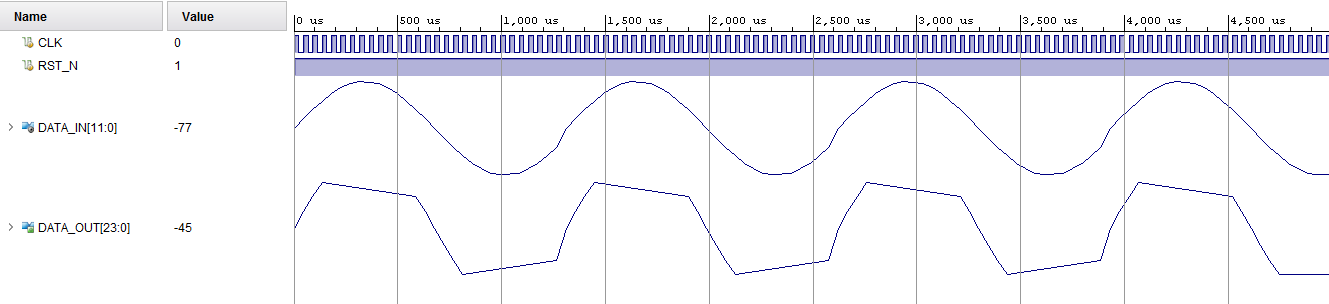 Name Value 0 us 500 us 1,000 us 1,500 us 2,000 us 2,500 us 3,000 us 3,500 us 4,000 us 4,500 us
CLK 0
RST_N 1
DATA_IN[11:0] -77
DATA_OUT[23:0] -45